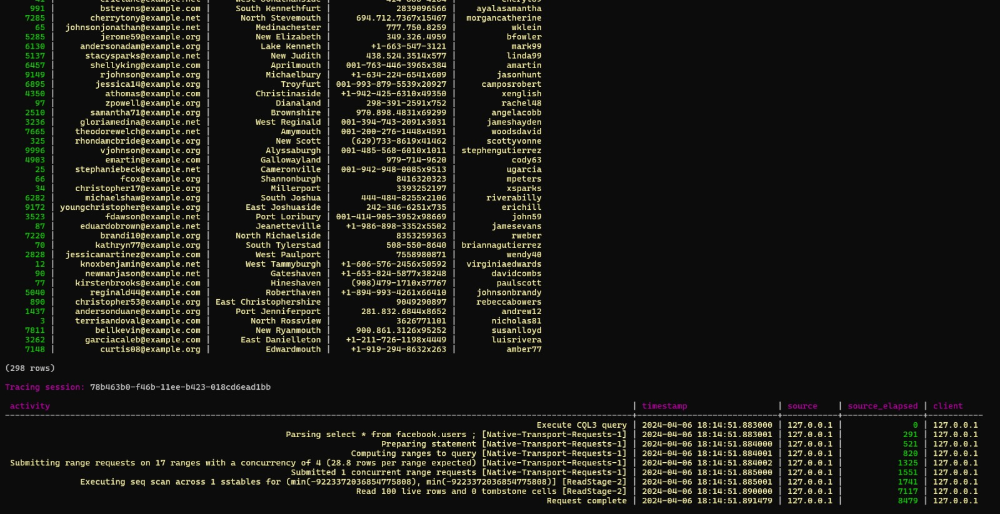 991 | bstevens@example.com | South Kennethfurt | 2839096566 | ayalasamantha
7285 | cherrytony@example.net | North Stevemouth | 694.712.7367x15467 | morgancatherine
65 | johnsonjonathan@example.net | Medinachester | 777.750.8259 | wklein
5285 | jerome59@example.org | New Elizabeth | 349.326.4959 | bfowler
6130 | andersonadam@example.org | Lake Kenneth | +1-663-547-3121 | mark99
5137 | stacysparks@example.net | New Judith | 438.524.3514x577 | linda99
6457 | shellyking@example.com | Aprilmouth | 001-763-446-3965x384 | amartin
9149 | rjohnson@example.org | Michaelbury | +1-634-224-6541x609 | jasonhunt
6895 | jessica14@example.org | Troyfurt | 001-993-879-5539x20927 | camposrobert
4350 | athomas@example.com | Christinaside | +1-942-425-6310x49350 | xenglish
97 | zpowell@example.org | Dianaland | 298-391-2591x752 | rachel48
2510 | samantha71@example.org | Brownshire | 970.898.4831x69299 | angelacobb
3236 | gloriamedina@example.net | West Reginald | 001-394-743-2091x3031 | jameshayden
7665 | theodorewelch@example.net | Amymouth | 001-200-276-1448x4591 | woodsdavid
325 | rhondamcbride@example.org | New Scott | (629)733-8619x41462 | scottyvonne
9996 | vjohnson@example.org | Alyssaburgh | 001-485-568-6010x1011 | stephengutierrez
4903 | emartin@example.com | Gallowayland | 979-714-9620 | cody63
25 | stephaniebeck@example.net | Cameronville | 001-942-948-0085x9513 | ugarcia
66 | fcox@example.org | Shannonburgh | 8416320323 | mpeters
34 | christopher17@example.org | Millerport | 3393252197 | xsparks
6282 | michaelshaw@example.org | South Joshua | 444-484-8255x2106 | riverabilly
9172 | youngchristopher@example.org | East Joshuaside | 242-346-6251x735 | erichill
3523 | fdawson@example.net | Port Loribury | 001-414-905-3952x98669 | john59
87 | eduardobrown@example.net | Jeanetteville | +1-986-898-3352x5502 | jamesevans
7220 | brandi10@example.org | North Michaelside | 8353259363 | rweber
70 | kathryn77@example.org | South Tylerstad | 508-550-8640 | briannagutierrez
2828 | jessicamartinez@example.com | West Paulport | 7558980871 | wendy40
12 | knoxbenjamin@example.net | West Tammyburgh | +1-606-576-2456x50592 | virginiaedwards
90 | newmanjason@example.net | Gateshaven | +1-653-824-5877x38248 | davidcombs
77 | kirstenbrooks@example.com | Hineshaven | (908)479-1710x57767 | paulscott
5040 | reginald44@example.com | Roberthaven | +1-894-993-4261x66410 | johnsonbrandy
890 | christopher53@example.org | East Christophershire | 9049290897 | rebeccabowers
1437 | andersonduane@example.org | Port Jenniferport | 281.832.6844x8652 | andrew12
3 | terrisandoval@example.com | North Rossview | 3626771101 | nicholas81
7811 | bellkevin@example.com | New Ryanmouth | 900.861.3126x95252 | susanlloyd
3262 | garciacaleb@example.com | East Danielleton | +1-211-726-1198x4449 | luisrivera
7148 | curtis08@example.org | Edwardmouth | +1-919-294-8632x263 | amber77
(298 rows)
Tracing session: 78b463b0-f46b-11ee-b423-018cd6ead1bb
activity | timestamp | source | source_elapsed | client
Execute CQL3 query | 2024-04-06 18:14:51.883000 | 127.0.0.1 | 0 | 127.0.0.1
Parsing select * from facebook.users ; [Native-Transport-Requests-1] | 2024-04-06 18:14:51.883001 | 127.0.0.1 | 291 | 127.0.0.1
Preparing statement [Native-Transport-Requests-1] | 2024-04-06 18:14:51.884000 | 127.0.0.1 | 521 | 127.0.0.1
Computing ranges to query [Native-Transport-Requests-1] | 2024-04-06 18:14:51.884001 | 127.0.0.1 | 820 | 127.0.0.1
Submitting range requests on 17 ranges with a concurrency of 4 (28.8 rows per range expected) [Native-Transport-Requests-1] | 2024-04-06 18:14:51.884002 | 127.0.0.1 | 1325 | 127.0.0.1
Submitted 1 concurrent range requests [Native-Transport-Requests-1] | 2024-04-06 18:14:51.885000 | 127.0.0.1 | 1551 | 127.0.0.1
Executing seq scan across 1 sstables for (min(-9223372036854775808), min(-9223372036854775808)] [ReadStage-2] | 2024-04-06 18:14:51.885001 | 127.0.0.1 | 1741 | 127.0.0.1
Read 100 live rows and 0 tombstone cells [ReadStage-2] | 2024-04-06 18:14:51.890000 | 127.0.0.1 | 7117 | 127.0.0.1
Request complete | 2024-04-06 18:14:51.891479 | 127.0.0.1 | 8479 | 127.0.0.1